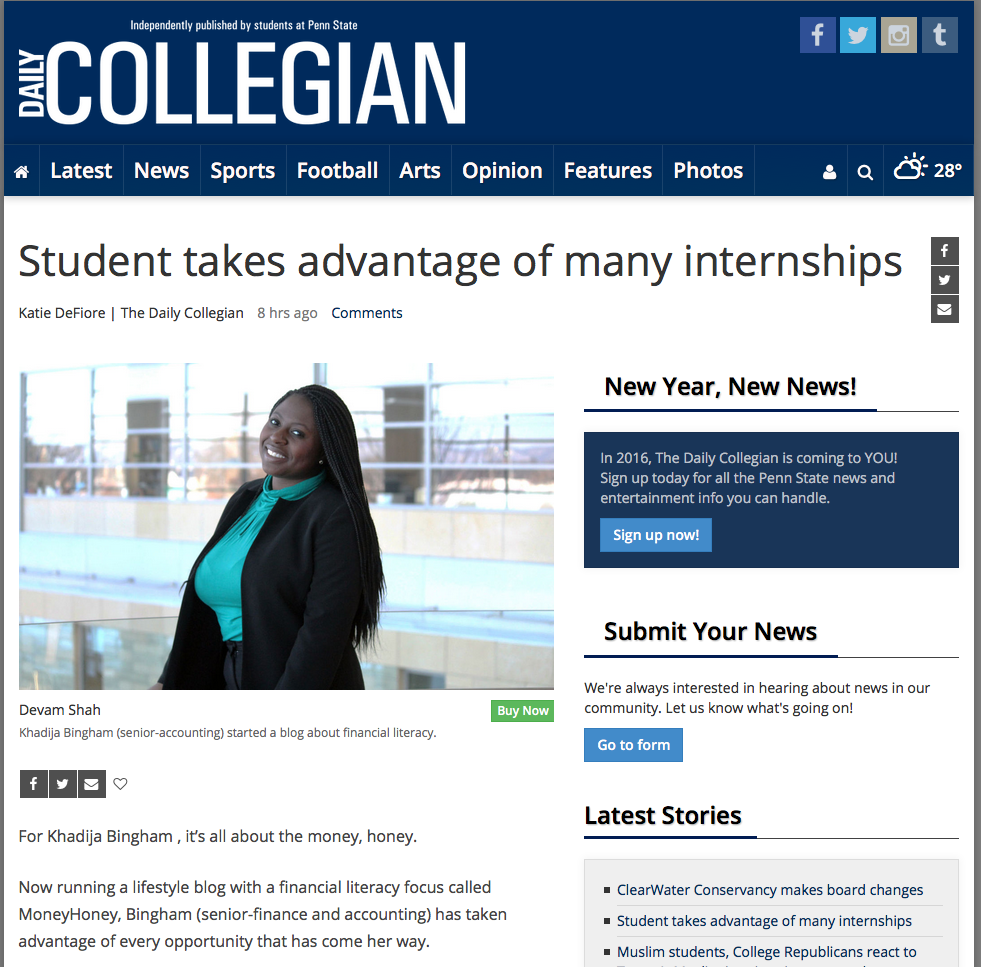 Independently published by students at Penn State
DAILY COLLEGIAN
Latest News Sports Football Arts Opinion Features Photos 28°
Student takes advantage of many internships
Katie DeFiore | The Daily Collegian 8 hrs ago Comments
Devam Shah Buy Now
Khadija Bingham (senior-accounting) started a blog about financial literacy.
For Khadija Bingham , it's all about the money, honey.
Now running a lifestyle blog with a financial literacy focus called
MoneyHoney, Bingham (senior-finance and accounting) has taken
advantage of every opportunity that has come her way.
New Year, New News!
In 2016, The Daily Collegian is coming to YOU!
Sign up today for all the Penn State news and
entertainment info you can handle.
Sign up now!
Submit Your News
We're always interested in hearing about news in our
community. Let us know what's going on!
Go to form
Latest Stories
ClearWater Conservancy makes board changes
Student takes advantage of many internships
Muslim students, College Republicans react to